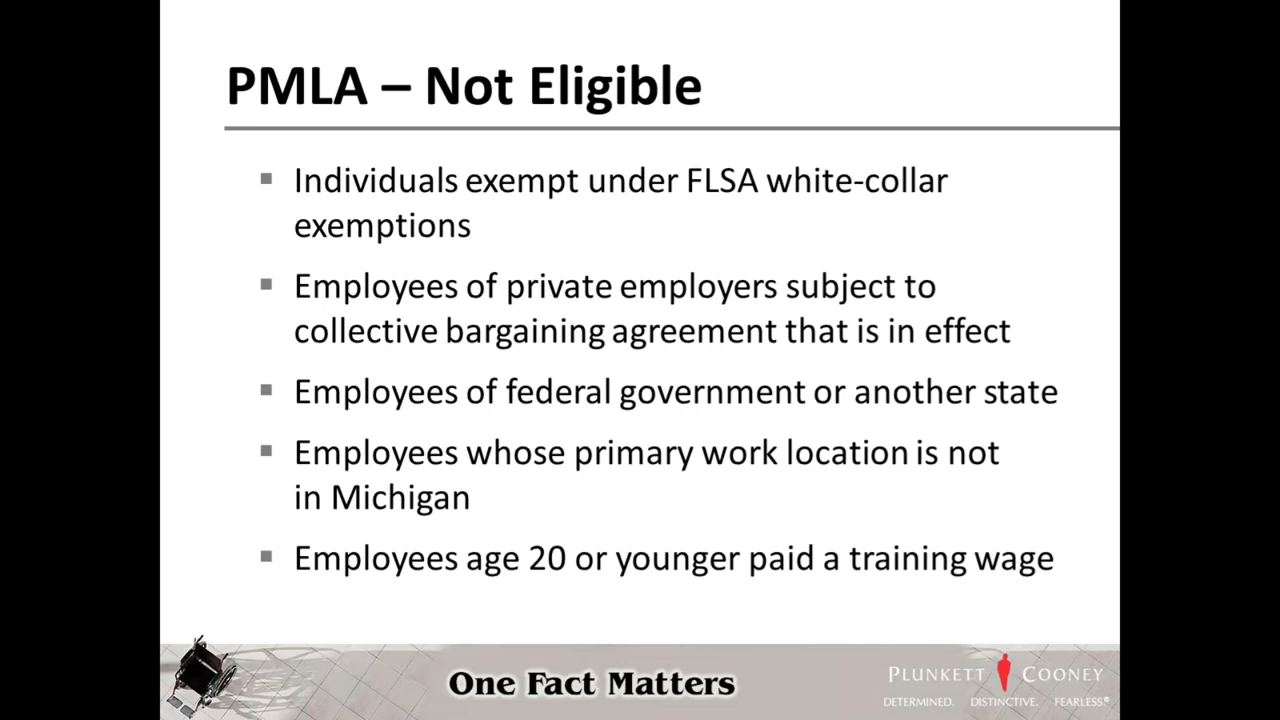 PMLA – Not Eligible
Individuals exempt under FLSA white-collar
exemptions
Employees of private employers subject to
collective bargaining agreement that is in effect
Employees of federal government or another state
Employees whose primary work location is not
in Michigan
Employees age 20 or younger paid a training wage
One Fact Matters
PLUNKETT COONEY
DETERMINED. DISTINCTIVE. FEARLESS.®